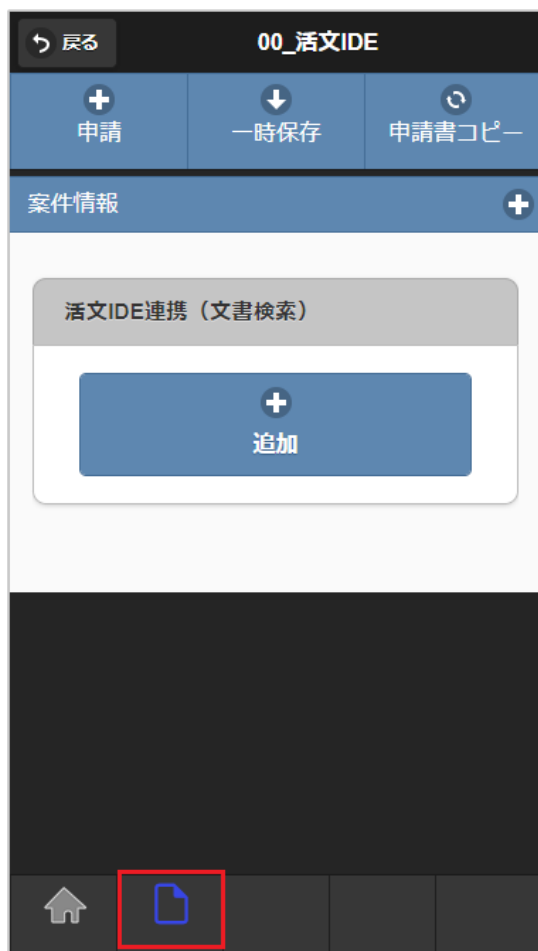 戻る
00_活文IDE
申請
一時保存
申請書コピー
案件情報
活文IDE連携（文書検索）
追加